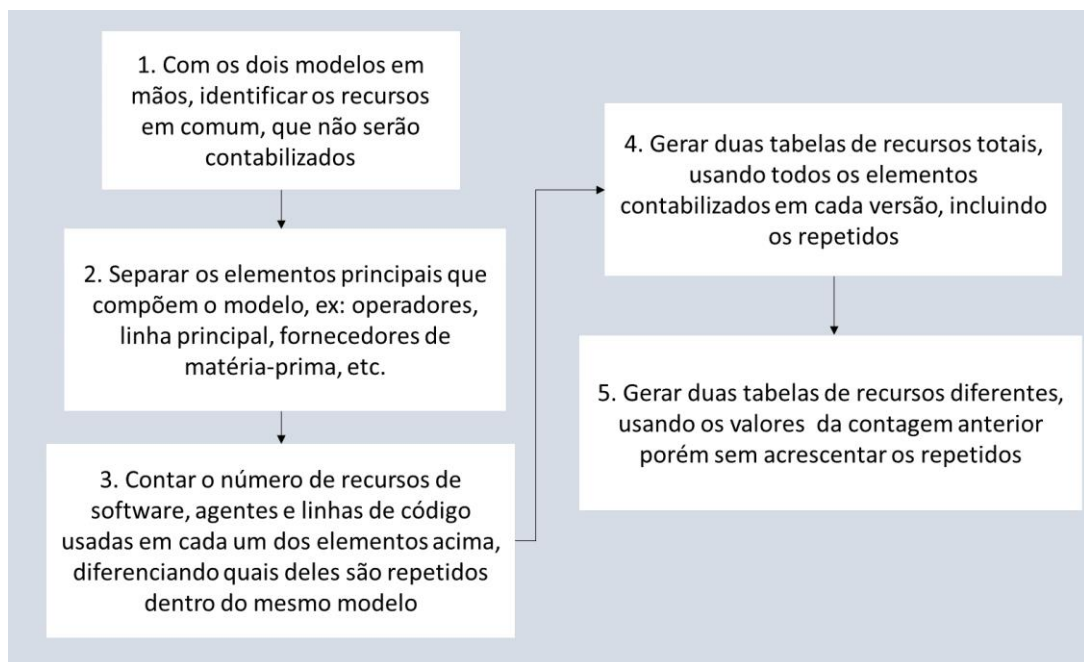 1. Com os dois modelos em
mãos, identificar os recursos
em comum, que não serão
contabilizados
2. Separar os elementos principais que
compõem o modelo, ex: operadores,
linha principal, fornecedores de
matéria-prima, etc.
3. Contar o número de recursos de
software, agentes e linhas de código
usadas em cada um dos elementos acima,
diferenciando quais deles são repetidos
dentro do mesmo modelo
4. Gerar duas tabelas de recursos totais,
usando todos os elementos
contabilizados em cada versão, incluindo
os repetidos
5. Gerar duas tabelas de recursos diferentes,
usando os valores da contagem anterior
porém sem acrescentar os repetidos